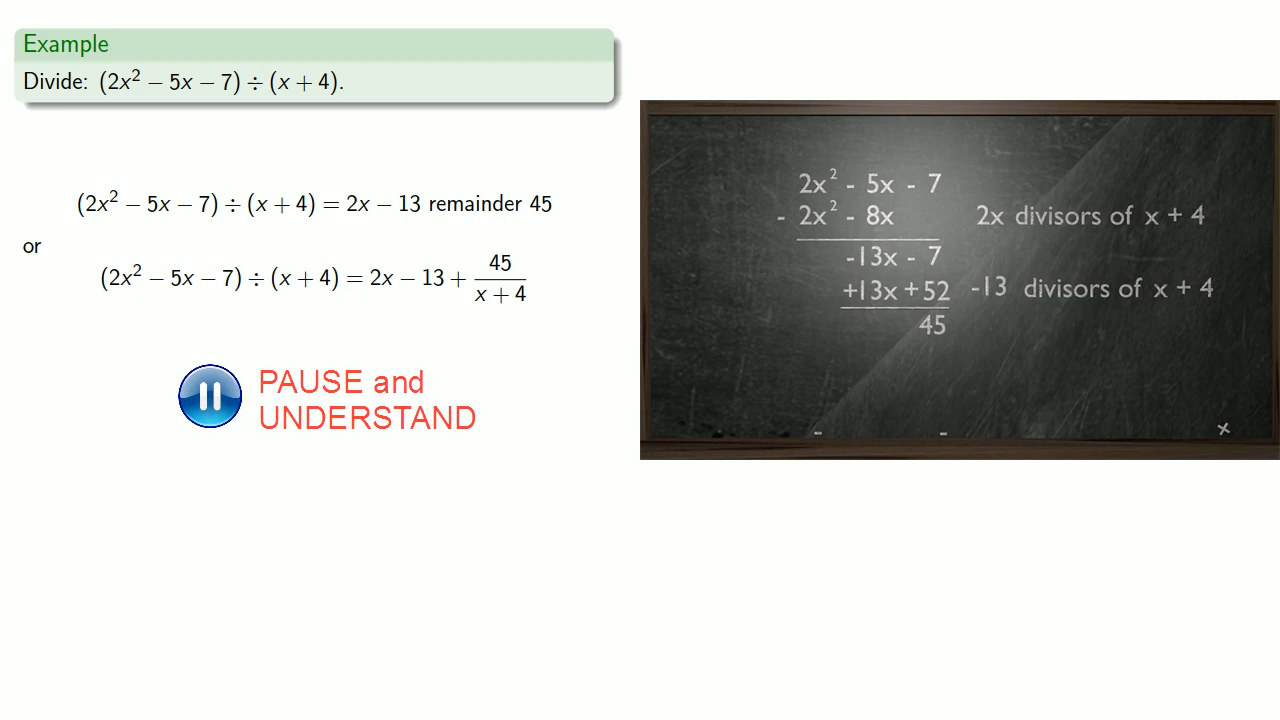 Example
Divide: (2x² − 5x − 7) ÷ (x + 4).
(2x² − 5x − 7) ÷ (x + 4) = 2x − 13 remainder 45
or
(2x² − 5x − 7) ÷ (x + 4) = 2x − 13 + 45/(x + 4)
PAUSE and
UNDERSTAND
2x² - 5x - 7
- 2x² - 8x 2x divisors of x + 4
-13x - 7
+13x +52 -13 divisors of x + 4
45
- - x